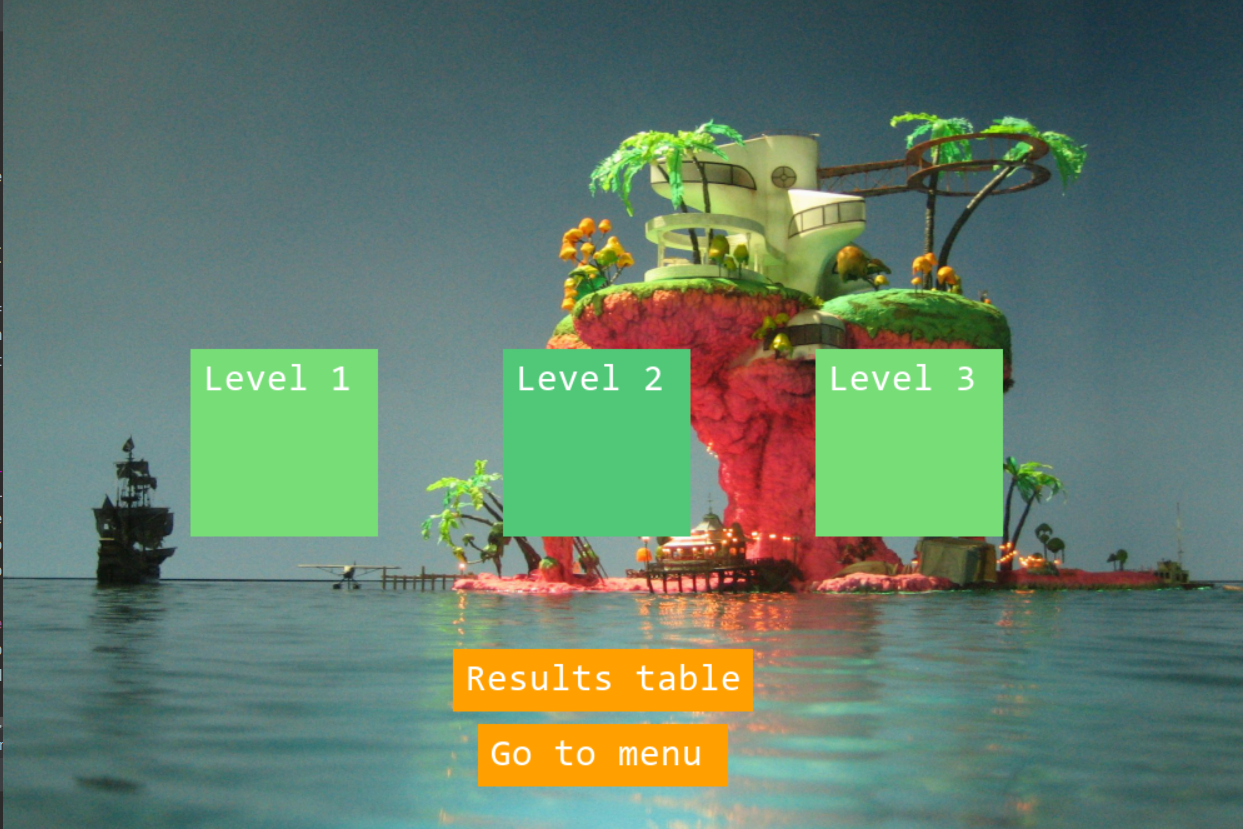 Level 1
Level 2
Level 3
Results table
Go to menu